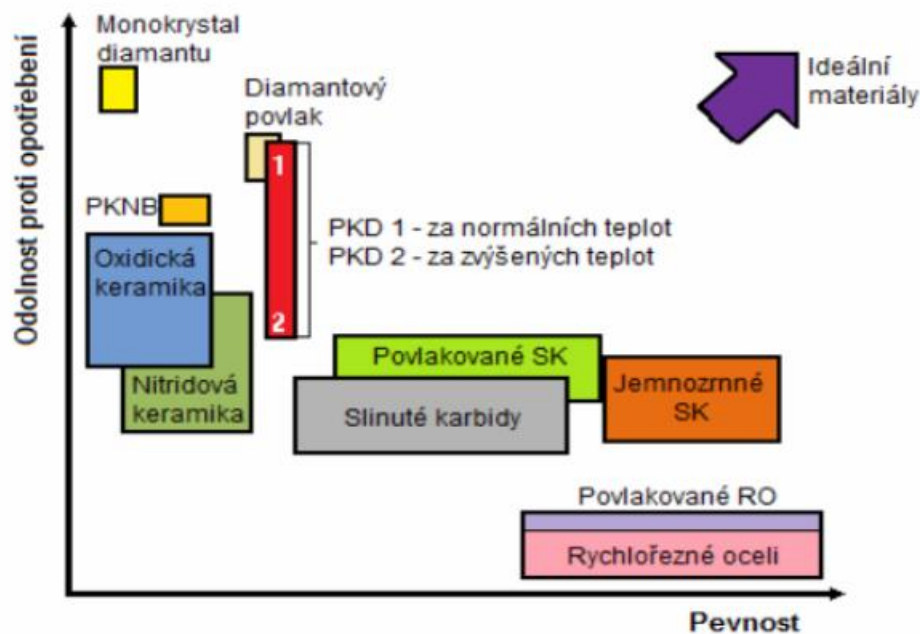 Odolnost proti opotřebení
Monokrystal
diamantu
Diamantový
povlak
Ideální
materiály
1
PKNB
PKD 1 - za normálních teplot
PKD 2 - za zvýšených teplot
Oxidická
keramika
2
Nitridová
keramika
Povlakované SK
Slinuté karbidy
Jemnozrnné
SK
Povlakované RO
Rychlořezné oceli
Pevnost